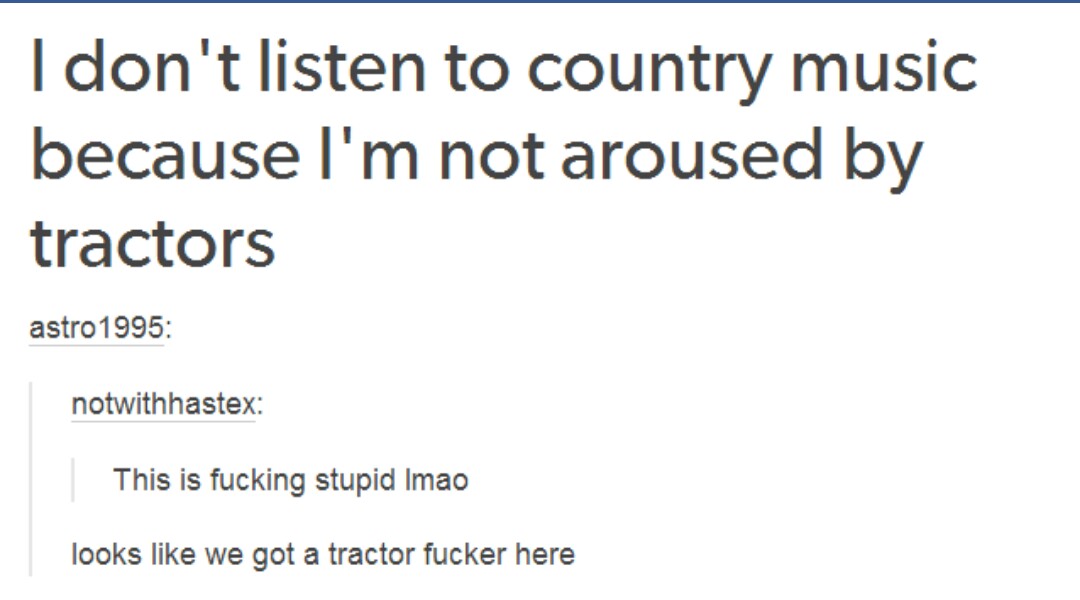 I don't listen to country music
because I'm not aroused by
tractors
astro1995:
notwithhastex:
This is fucking stupid lmao
looks like we got a tractor fucker here